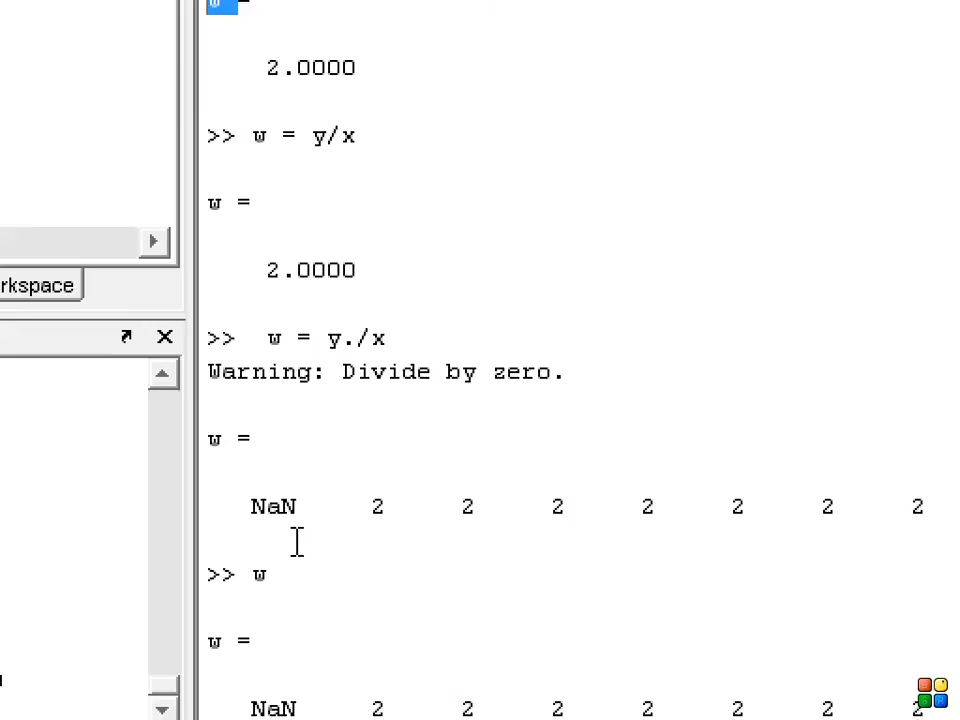 w =
2.0000
>> w = y/x
w =
2.0000
rkspace
>>  w = y./x
Warning: Divide by zero.
w =
NaN 2 2 2 2 2 2 2
>> w
w =
NaN 2 2 2 2 2 2 2